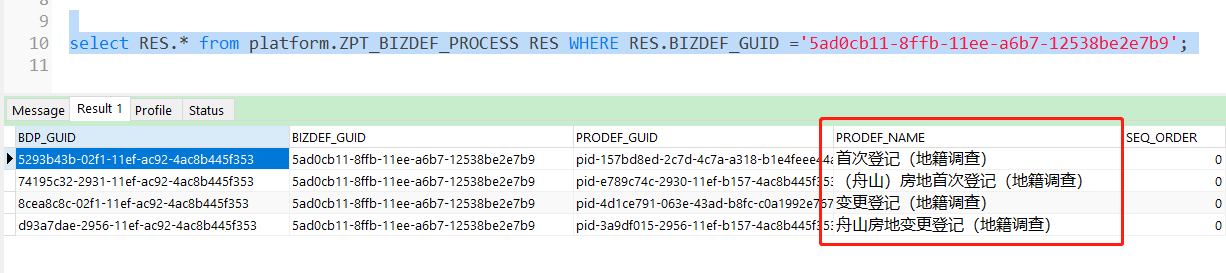 9
10 select RES.* from platform.ZPT_BIZDEF_PROCESS RES WHERE RES.BIZDEF_GUID ='5ad0cb11-8ffb-11ee-a6b7-12538be2e7b9';
11
Message Result 1 Profile Status
BDP_GUID BIZDEF_GUID PRODEF_GUID PRODEF_NAME SEQ_ORDER
5293b43b-02f1-11ef-ac92-4ac8b445f353 5ad0cb11-8ffb-11ee-a6b7-12538be2e7b9 pid-157bd8ed-2c7d-4c7a-a318-b1e4feee44a 首次登记（地籍调查） 0
74195c32-2931-11ef-ac92-4ac8b445f353 5ad0cb11-8ffb-11ee-a6b7-12538be2e7b9 pid-e789c74c-2930-11ef-b157-4ac8b445f353 （舟山）房地首次登记（地籍调查） 0
8cea8c8c-02f1-11ef-ac92-4ac8b445f353 5ad0cb11-8ffb-11ee-a6b7-12538be2e7b9 pid-4d1ce791-063e-43ad-b8fc-c0a1992e767 变更登记（地籍调查） 0
d93a7dae-2956-11ef-ac92-4ac8b445f353 5ad0cb11-8ffb-11ee-a6b7-12538be2e7b9 pid-3a9df015-2956-11ef-b157-4ac8b445f353 舟山房地变更登记（地籍调查） 0